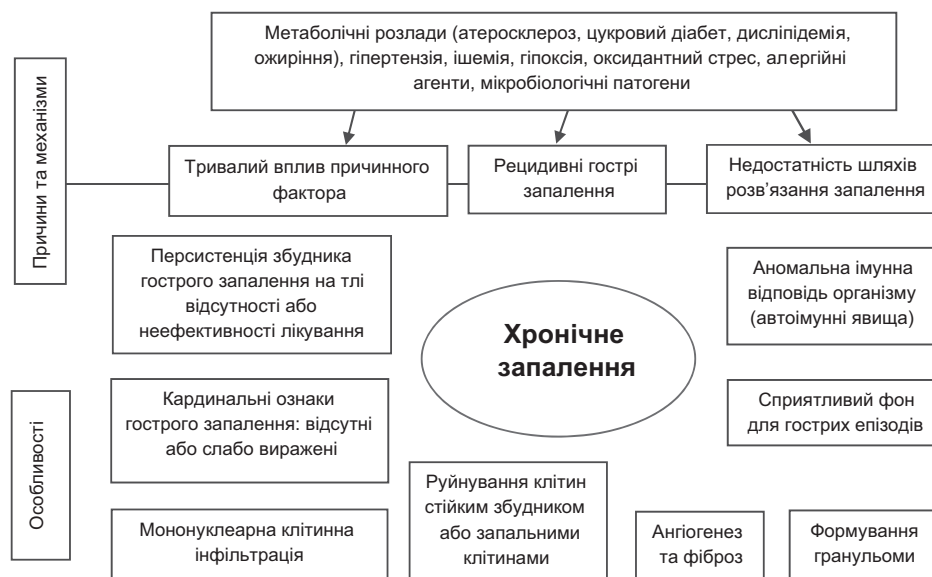 Метаболічні розлади (атеросклероз, цукровий діабет, дисліпідемія,
ожиріння), гіпертензія, ішемія, гіпоксія, оксидантний стрес, алергійні
агенти, мікробіологічні патогени
Причини та механізми
Тривалий вплив причинного
фактора
Рецидивні гострі
запалення
Недостатність шляхів
розв’язання запалення
Персистенція збудника
гострого запалення на тлі
відсутності або
неефективності лікування
Аномальна імунна
відповідь організму
(автоімунні явища)
Хронічне
запалення
Особливості
Кардинальні ознаки
гострого запалення: відсутні
або слабо виражені
Сприятливий фон
для гострих епізодів
Мононуклеарна клітинна
інфільтрація
Руйнування клітин
стійким збудником
або запальними
клітинами
Ангіогенез
та фіброз
Формування
гранульоми